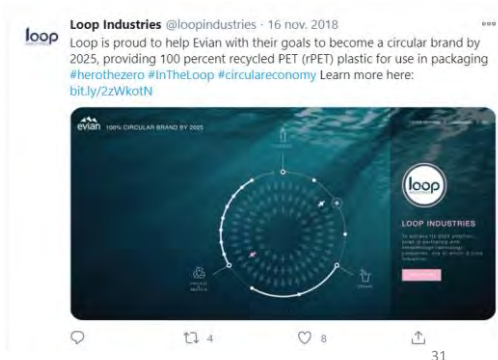 Loop Industries @loopindustries · 16 nov. 2018
loop
Loop is proud to help Evian with their goals to become a circular brand by
2025, providing 100 percent recycled PET (rPET) plastic for use in packaging
#herothezero #InTheLoop #circulareconomy Learn more here:
bit.ly/2zWkotN
evian 100% CIRCULAR BRAND BY 2025
loop
LOOP INDUSTRIES
4
8
31